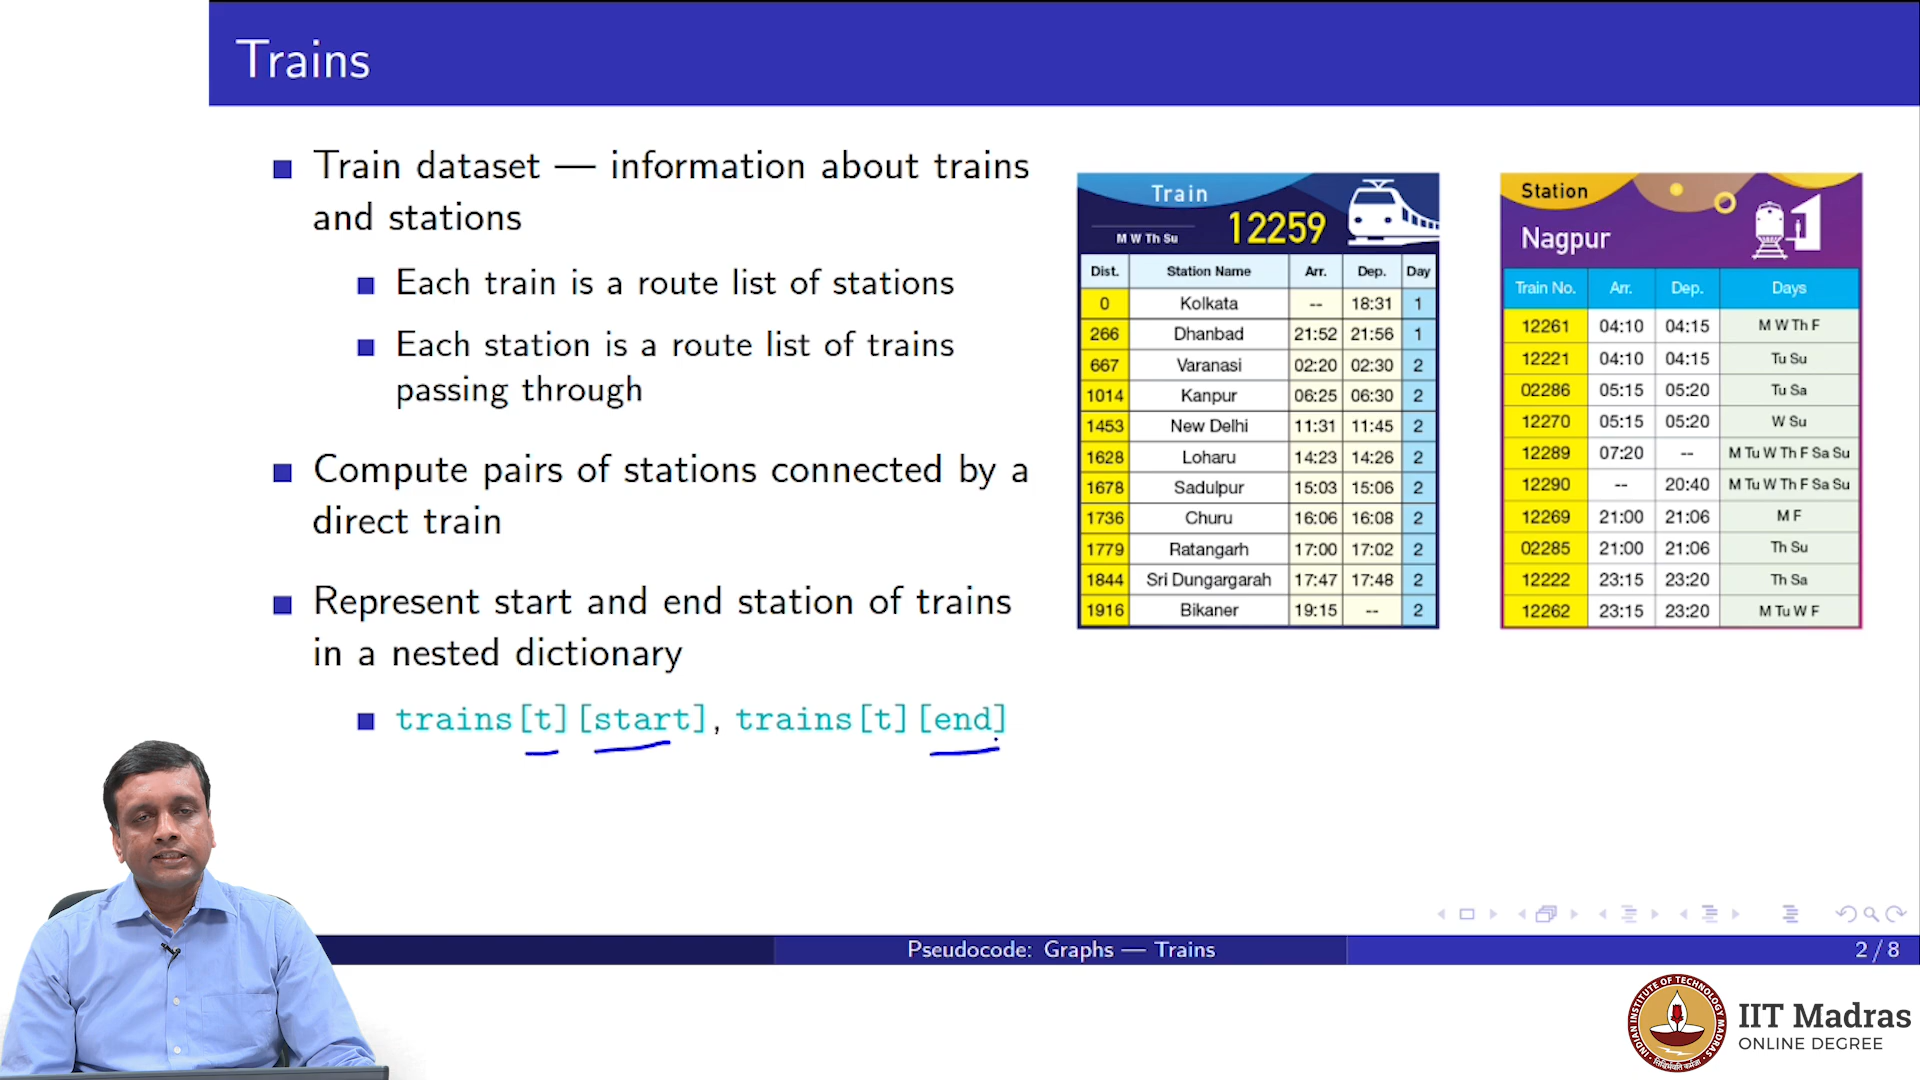 Trains
Train dataset — information about trains
and stations
Each train is a route list of stations
Each station is a route list of trains
passing through
Compute pairs of stations connected by a
direct train
Represent start and end station of trains
in a nested dictionary
trains[t][start], trains[t][end]
Train
M W Th Su 12259
Dist. Station Name Arr. Dep. Day
0 Kolkata -- 18:31 1
266 Dhanbad 21:52 21:56 1
667 Varanasi 02:20 02:30 2
1014 Kanpur 06:25 06:30 2
1453 New Delhi 11:31 11:45 2
1628 Loharu 14:23 14:26 2
1678 Sadulpur 15:03 15:06 2
1736 Churu 16:06 16:08 2
1779 Ratangarh 17:00 17:02 2
1844 Sri Dungargarah 17:47 17:48 2
1916 Bikaner 19:15 -- 2
Station
Nagpur
Train No. Arr. Dep. Days
12261 04:10 04:15 M W Th F
12221 04:10 04:15 Tu Su
02286 05:15 05:20 Tu Sa
12270 05:15 05:20 W Su
12289 07:20 -- M Tu W Th F Sa Su
12290 -- 20:40 M Tu W Th F Sa Su
12269 21:00 21:06 M F
02285 21:00 21:06 Th Su
12222 23:15 23:20 Th Sa
12262 23:15 23:20 M Tu W F
Pseudocode: Graphs — Trains
2 / 8
INDIAN INSTITUTE OF TECHNOLOGY MADRAS
IIT Madras
ONLINE DEGREE